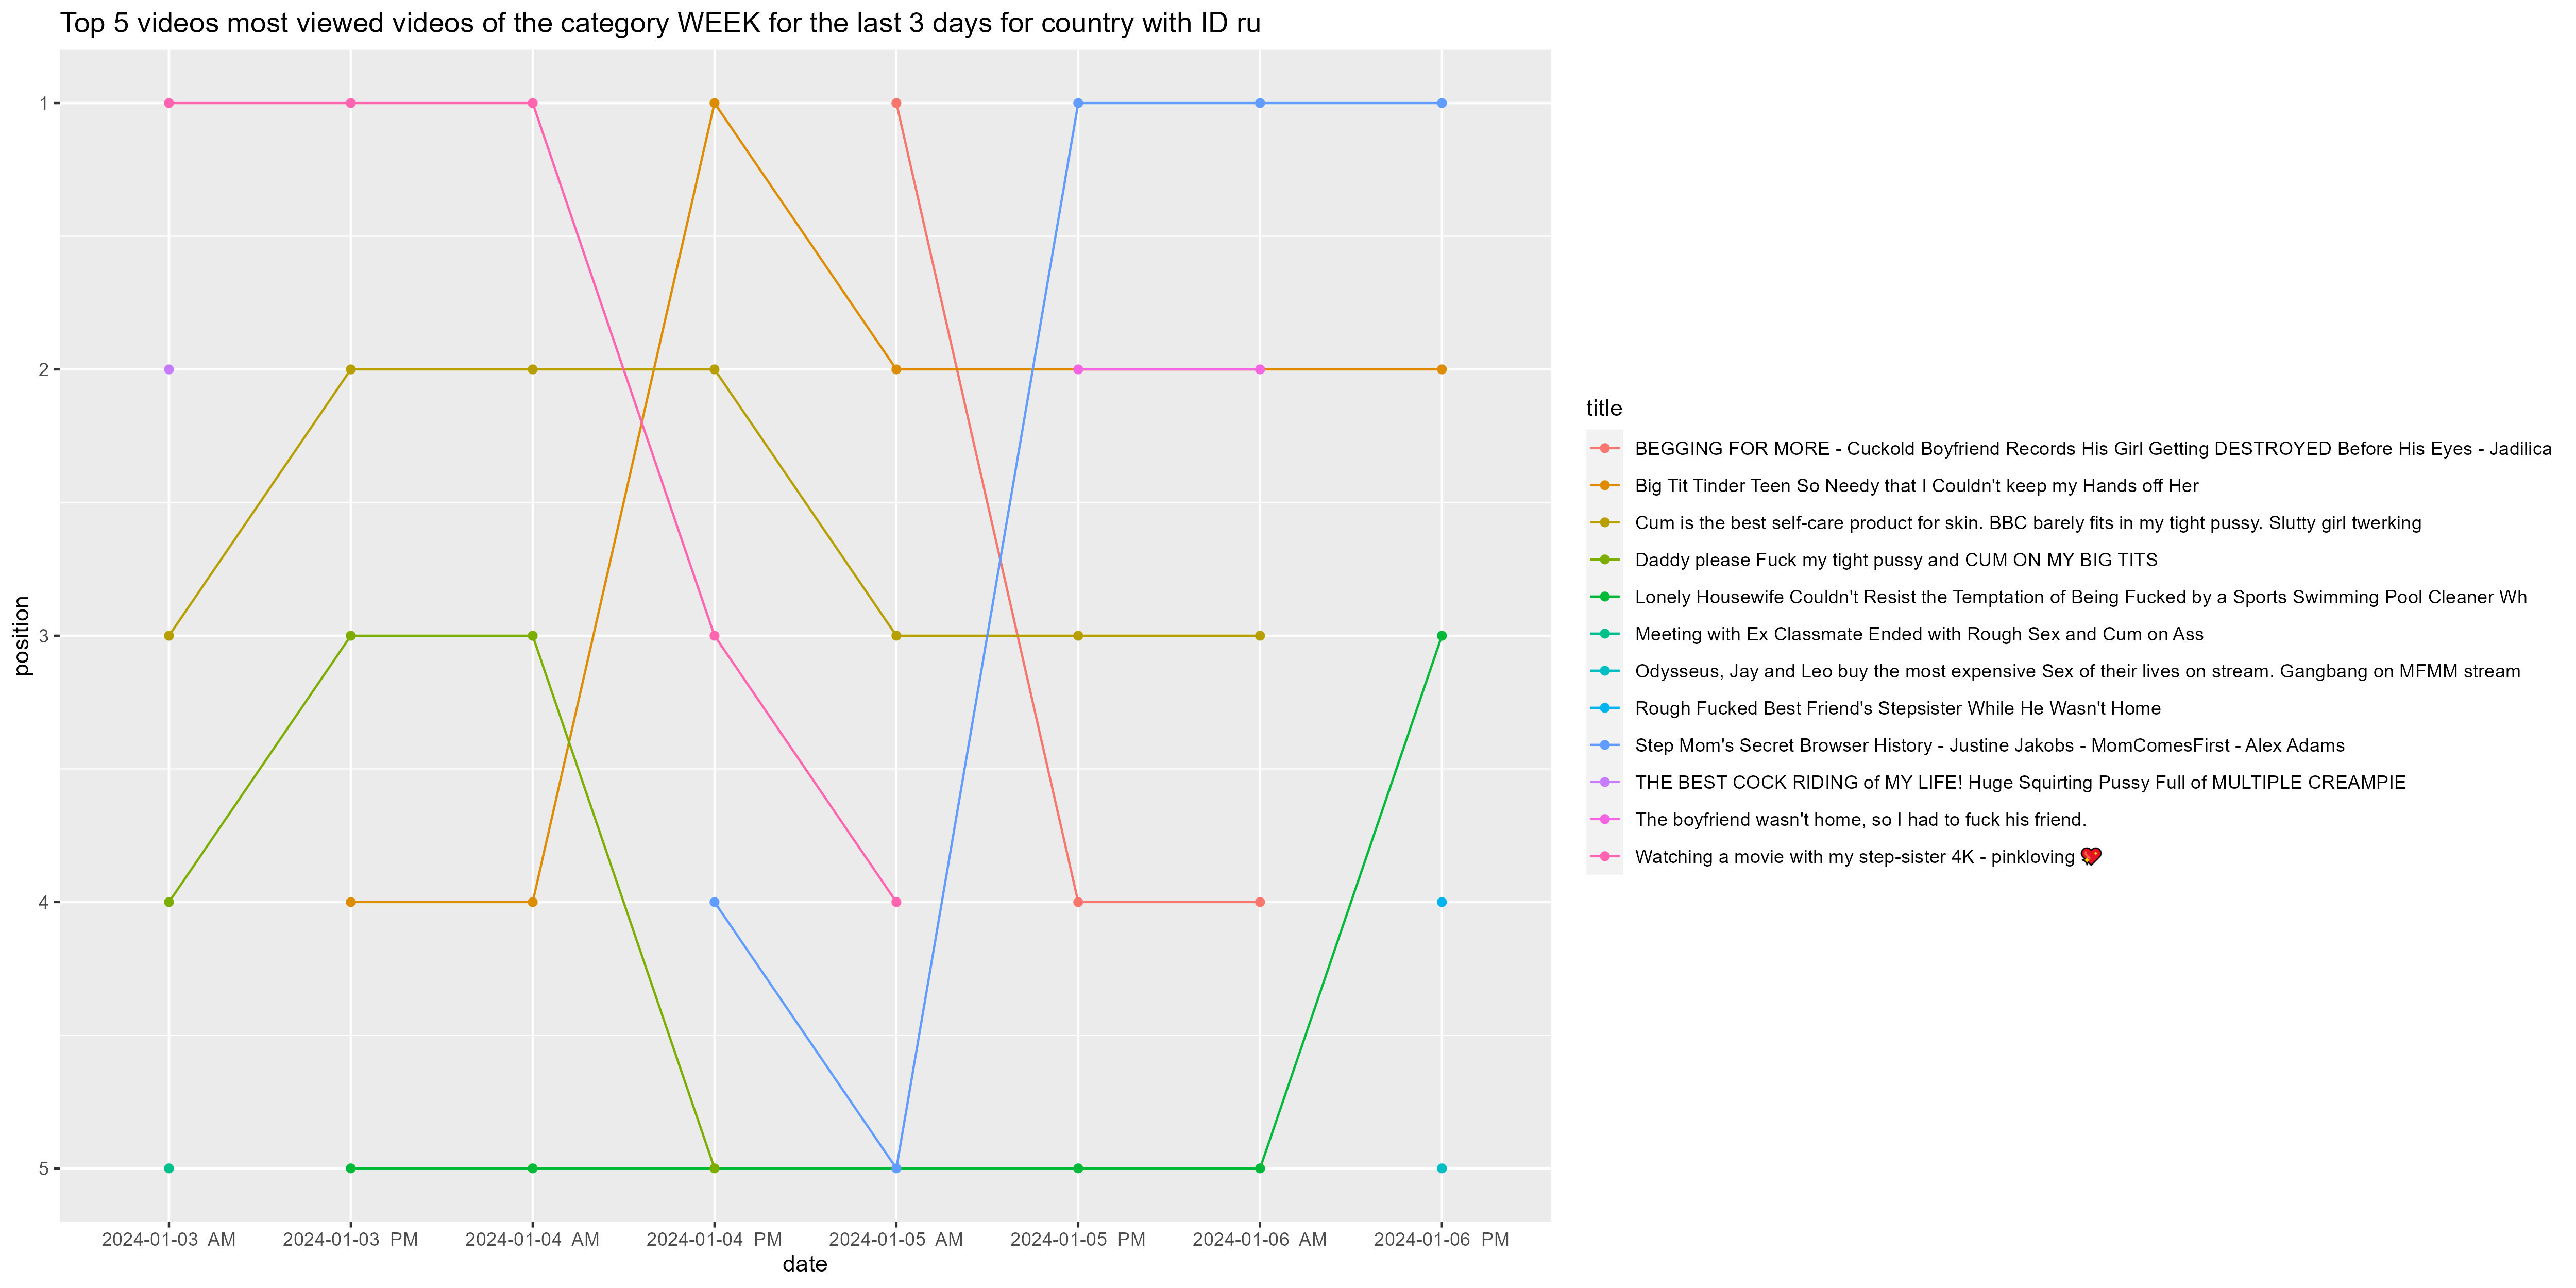 Top 5 videos most viewed videos of the category WEEK for the last 3 days for country with ID ru
position
1
2
3
4
5
2024-01-03 AM
2024-01-03 PM
2024-01-04 AM
2024-01-04 PM
2024-01-05 AM
2024-01-05 PM
2024-01-06 AM
2024-01-06 PM
date
title
BEGGING FOR MORE - Cuckold Boyfriend Records His Girl Getting DESTROYED Before His Eyes - Jadilica
Big Tit Tinder Teen So Needy that I Couldn't keep my Hands off Her
Cum is the best self-care product for skin. BBC barely fits in my tight pussy. Slutty girl twerking
Daddy please Fuck my tight pussy and CUM ON MY BIG TITS
Lonely Housewife Couldn't Resist the Temptation of Being Fucked by a Sports Swimming Pool Cleaner Wh
Meeting with Ex Classmate Ended with Rough Sex and Cum on Ass
Odysseus, Jay and Leo buy the most expensive Sex of their lives on stream. Gangbang on MFMM stream
Rough Fucked Best Friend's Stepsister While He Wasn't Home
Step Mom's Secret Browser History - Justine Jakobs - MomComesFirst - Alex Adams
THE BEST COCK RIDING of MY LIFE! Huge Squirting Pussy Full of MULTIPLE CREAMPIE
The boyfriend wasn't home, so I had to fuck his friend.
Watching a movie with my step-sister 4K - pinkloving 💖